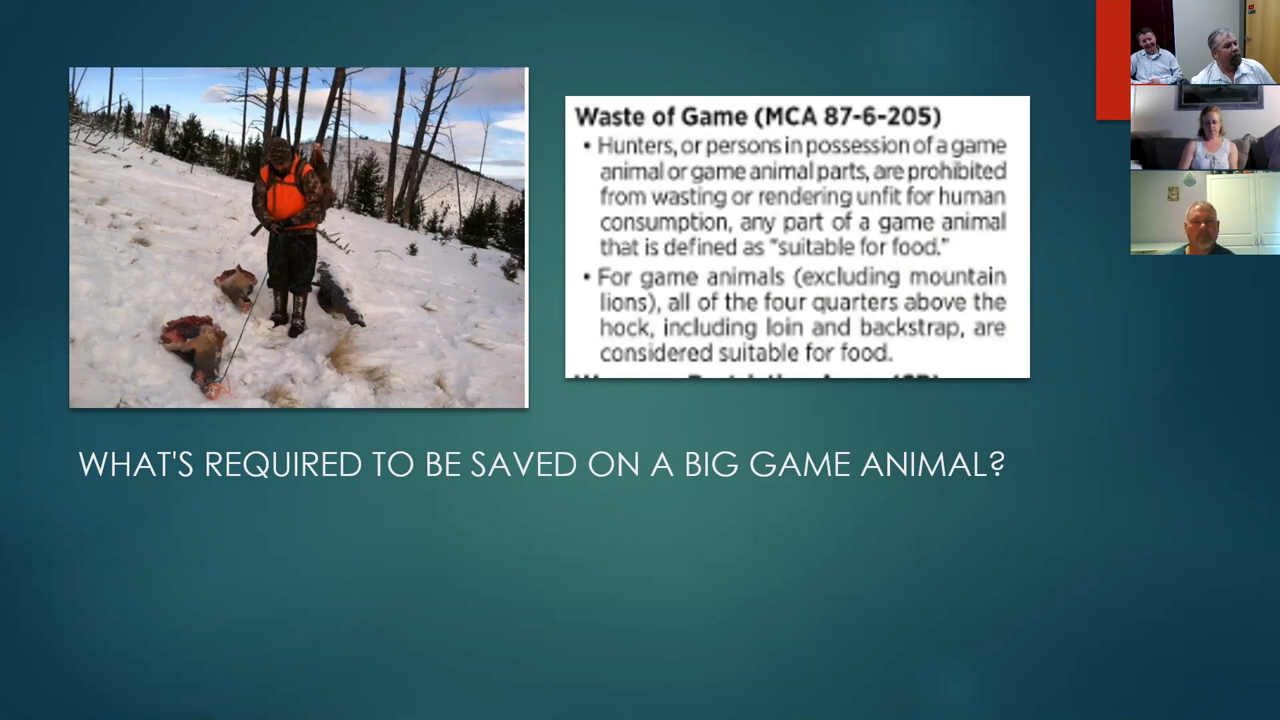 Waste of Game (MCA 87-6-205)
• Hunters, or persons in possession of a game
animal or game animal parts, are prohibited
from wasting or rendering unfit for human
consumption, any part of a game animal
that is defined as "suitable for food."
• For game animals (excluding mountain
lions), all of the four quarters above the
hock, including loin and backstrap, are
considered suitable for food.
WHAT'S REQUIRED TO BE SAVED ON A BIG GAME ANIMAL?